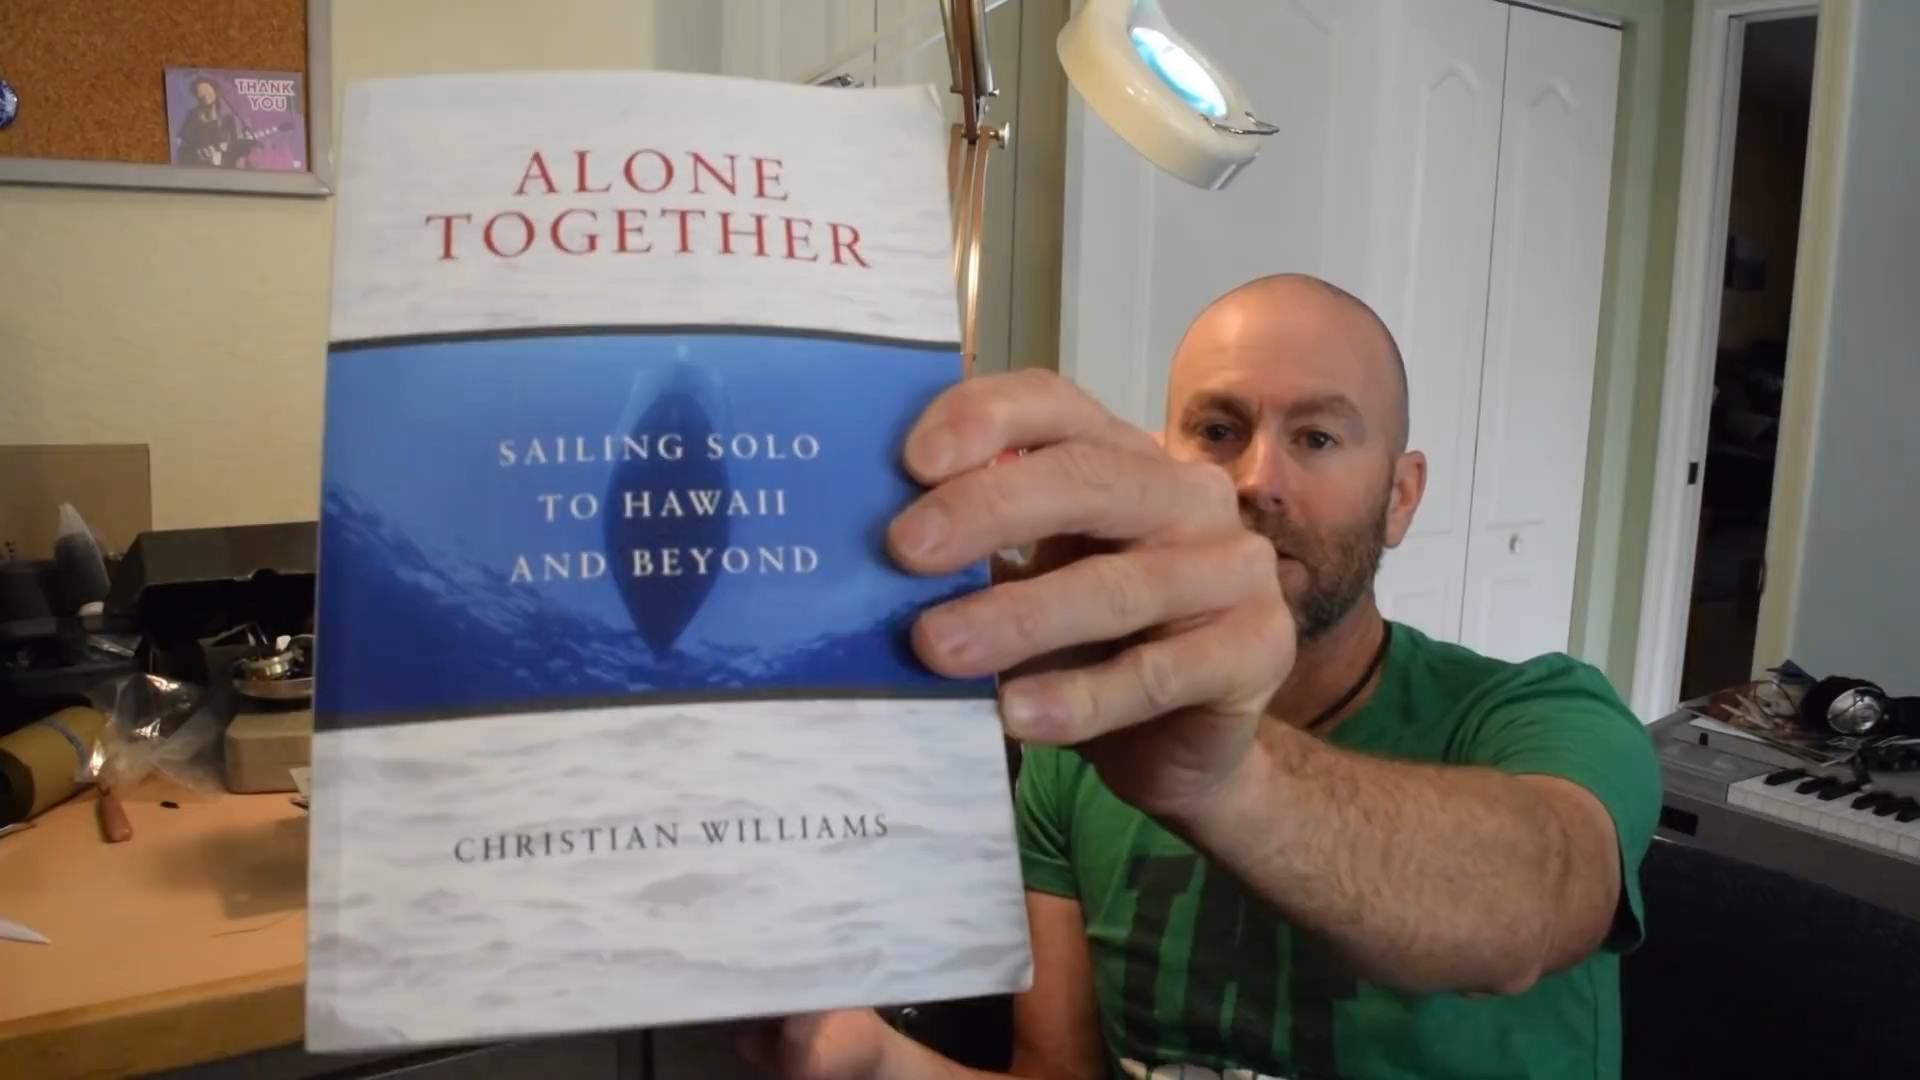 THANK
YOU
ALONE
TOGETHER
SAILING SOLO
TO HAWAII
AND BEYOND
CHRISTIAN WILLIAMS